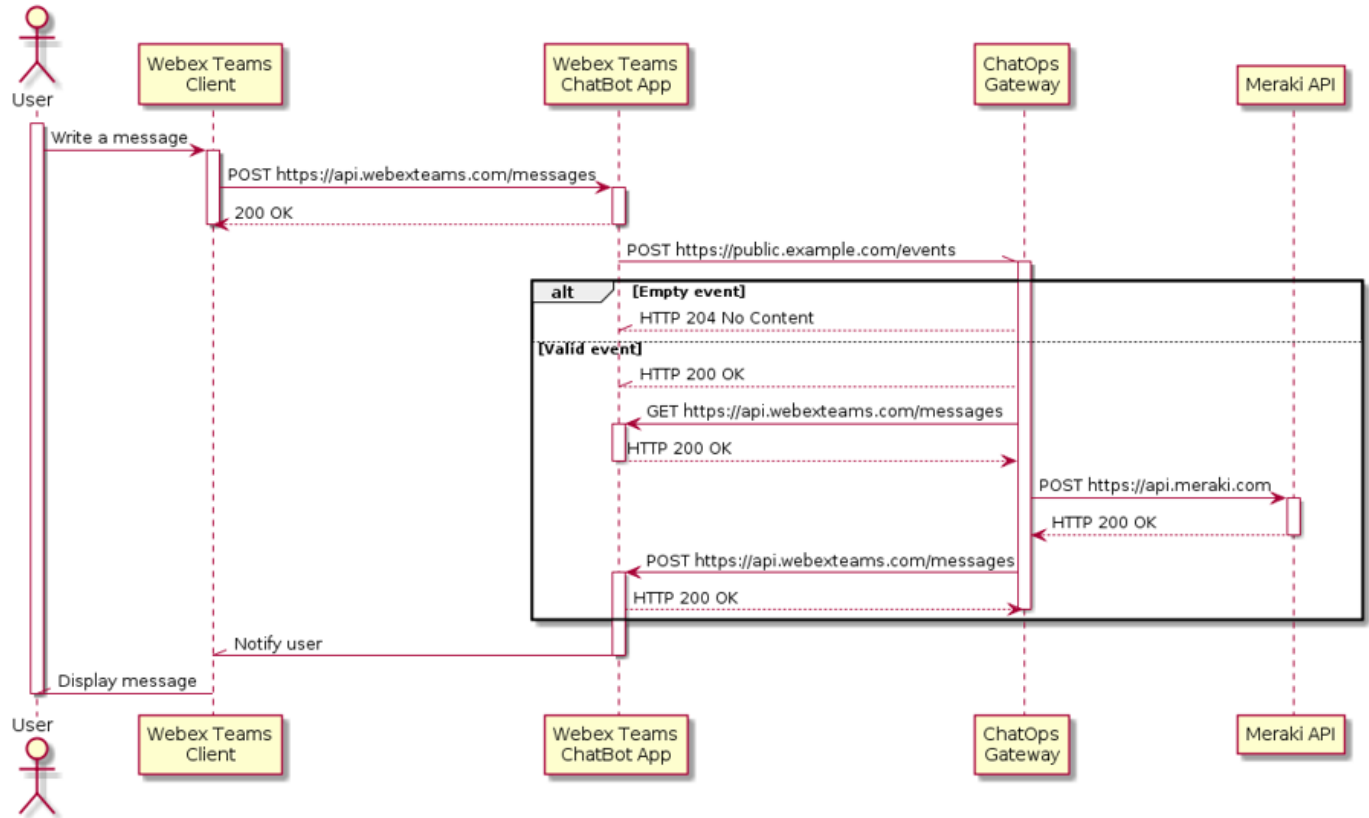 User
Webex Teams
Client
Webex Teams
ChatBot App
ChatOps
Gateway
Meraki API
Write a message
POST https://api.webexteams.com/messages
200 OK
POST https://public.example.com/events
alt
[Empty event]
HTTP 204 No Content
[Valid event]
HTTP 200 OK
GET https://api.webexteams.com/messages
HTTP 200 OK
POST https://api.meraki.com
HTTP 200 OK
POST https://api.webexteams.com/messages
HTTP 200 OK
Notify user
Display message
User
Webex Teams
Client
Webex Teams
ChatBot App
ChatOps
Gateway
Meraki API